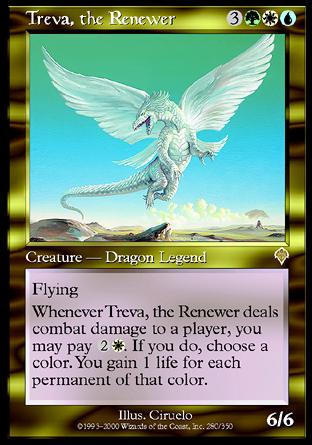 Treva, the Renewer 3
Creature — Dragon Legend
Flying
Whenever Treva, the Renewer deals
combat damage to a player, you
may pay 2 . If you do, choose a
color. You gain 1 life for each
permanent of that color.
Illus. Ciruelo
©1993-2000 Wizards of the Coast, Inc. 280/350
6/6